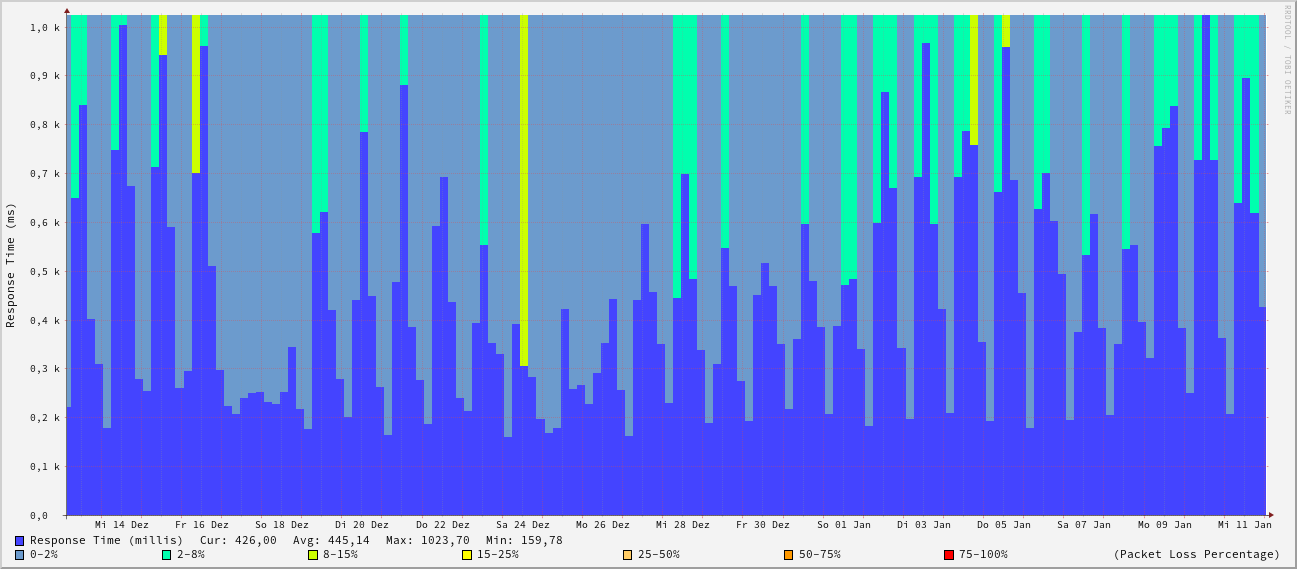 RRDTOOL / TOBI OETIKER
Response Time (ms)
1,0 k
0,9 k
0,8 k
0,7 k
0,6 k
0,5 k
0,4 k
0,3 k
0,2 k
0,1 k
0,0
Mi 14 Dez Fr 16 Dez So 18 Dez Di 20 Dez Do 22 Dez Sa 24 Dez Mo 26 Dez Mi 28 Dez Fr 30 Dez So 01 Jan Di 03 Jan Do 05 Jan Sa 07 Jan Mo 09 Jan Mi 11 Jan
Response Time (millis) Cur: 426,00 Avg: 445,14 Max: 1023,70 Min: 159,78
0-2% 2-8% 8-15% 15-25% 25-50% 50-75% 75-100% (Packet Loss Percentage)